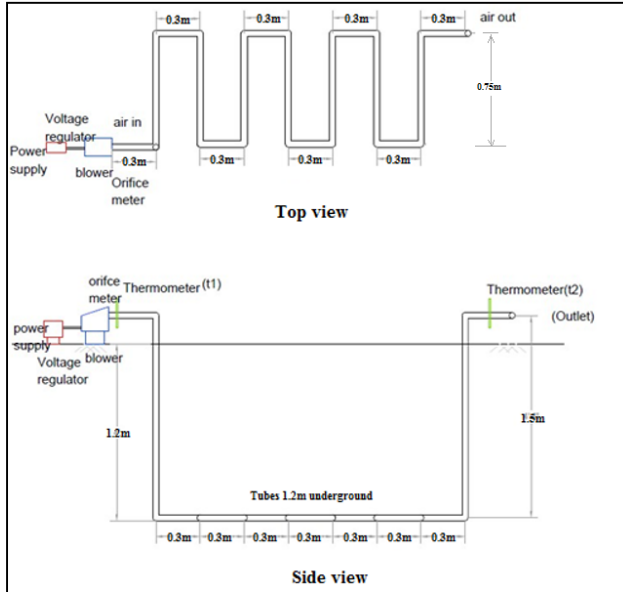 0.3m 0.3m 0.3m 0.3m air out
0.75m
Voltage
regulator
air in
Power
supply
blower
0.3m
Orifice
meter
0.3m 0.3m 0.3m
Top view
orifce
meter
Thermometer(t1)
Thermometer(t2)
(Outlet)
power
supply
blower
Voltage
regulator
1.2m
1.5m
Tubes 1.2m underground
0.3m 0.3m 0.3m 0.3m 0.3m 0.3m 0.3m
Side view